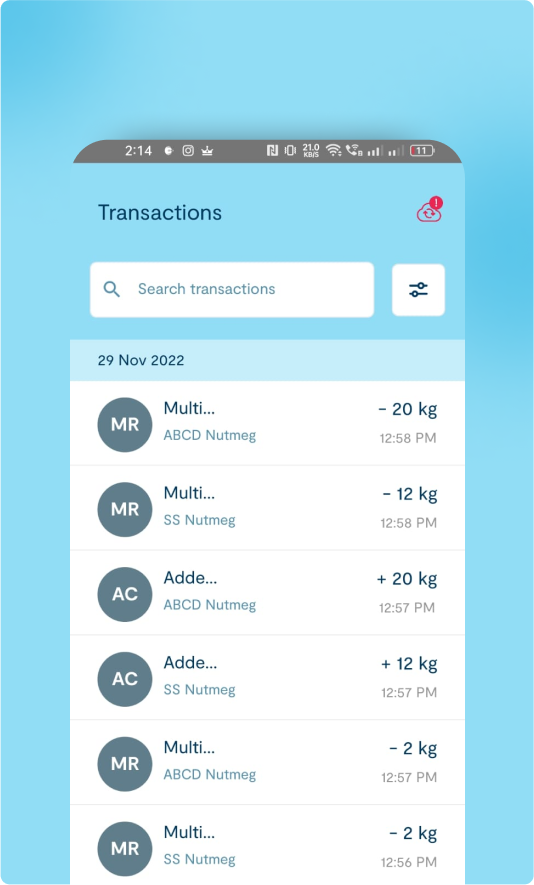 2:14 21.0 KB/S 11
Transactions
!
Search transactions
29 Nov 2022
MR Multi... – 20 kg
ABCD Nutmeg 12:58 PM
MR Multi... – 12 kg
SS Nutmeg 12:58 PM
AC Adde... + 20 kg
ABCD Nutmeg 12:57 PM
AC Adde... + 12 kg
SS Nutmeg 12:57 PM
MR Multi... – 2 kg
ABCD Nutmeg 12:57 PM
MR Multi... – 2 kg
SS Nutmeg 12:56 PM